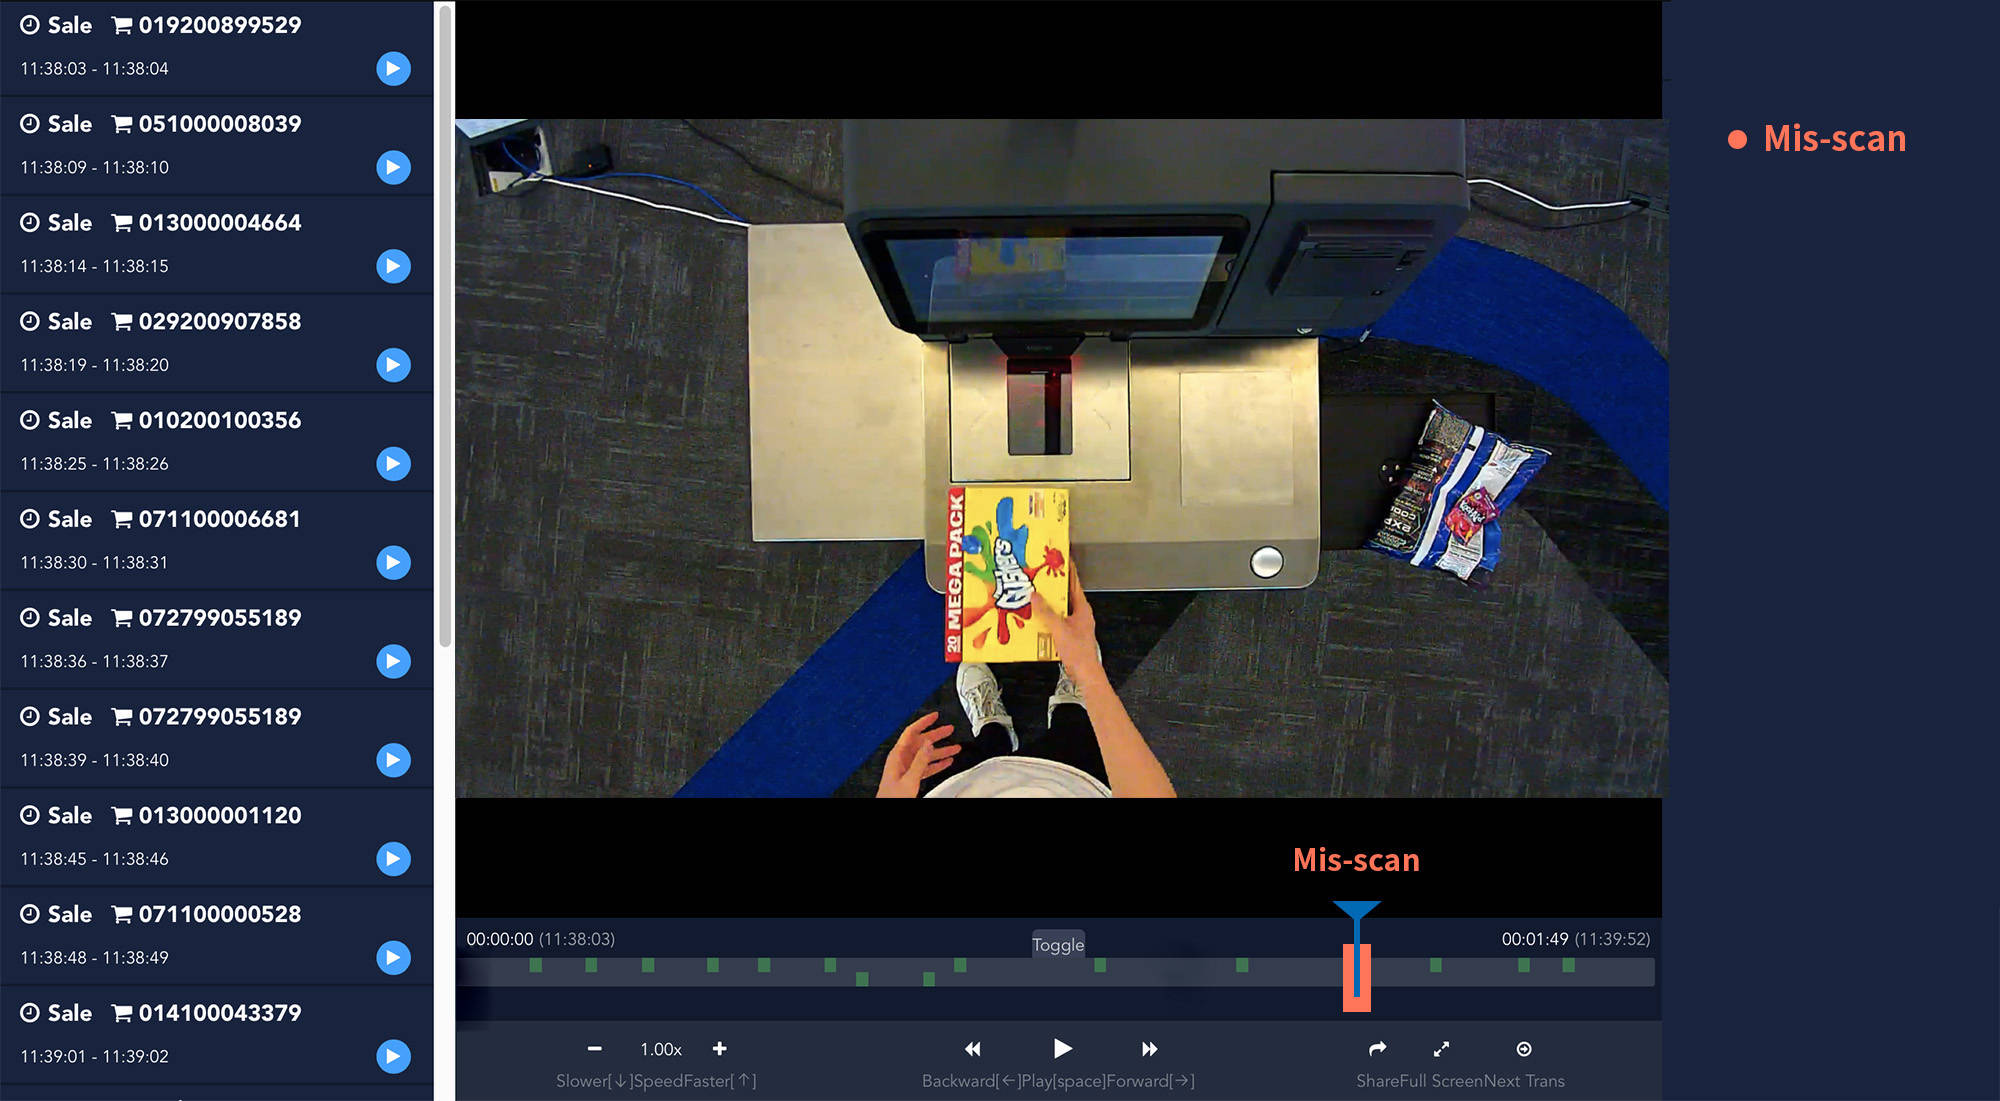 Sale 019200899529
11:38:03 - 11:38:04
Sale 051000008039
11:38:09 - 11:38:10
Sale 013000004664
11:38:14 - 11:38:15
Sale 029200907858
11:38:19 - 11:38:20
Sale 010200100356
11:38:25 - 11:38:26
Sale 071100006681
11:38:30 - 11:38:31
Sale 072799055189
11:38:36 - 11:38:37
Sale 072799055189
11:38:39 - 11:38:40
Sale 013000001120
11:38:45 - 11:38:46
Sale 071100000528
11:38:48 - 11:38:49
Sale 014100043379
11:39:01 - 11:39:02
20 MEGA PACK
Mis-scan
Mis-scan
00:00:00 (11:38:03)
Toggle
00:01:49 (11:39:52)
1.00x
Slower[↓]SpeedFaster[↑]
Backward[←]Play[space]Forward[→]
ShareFull ScreenNext Trans